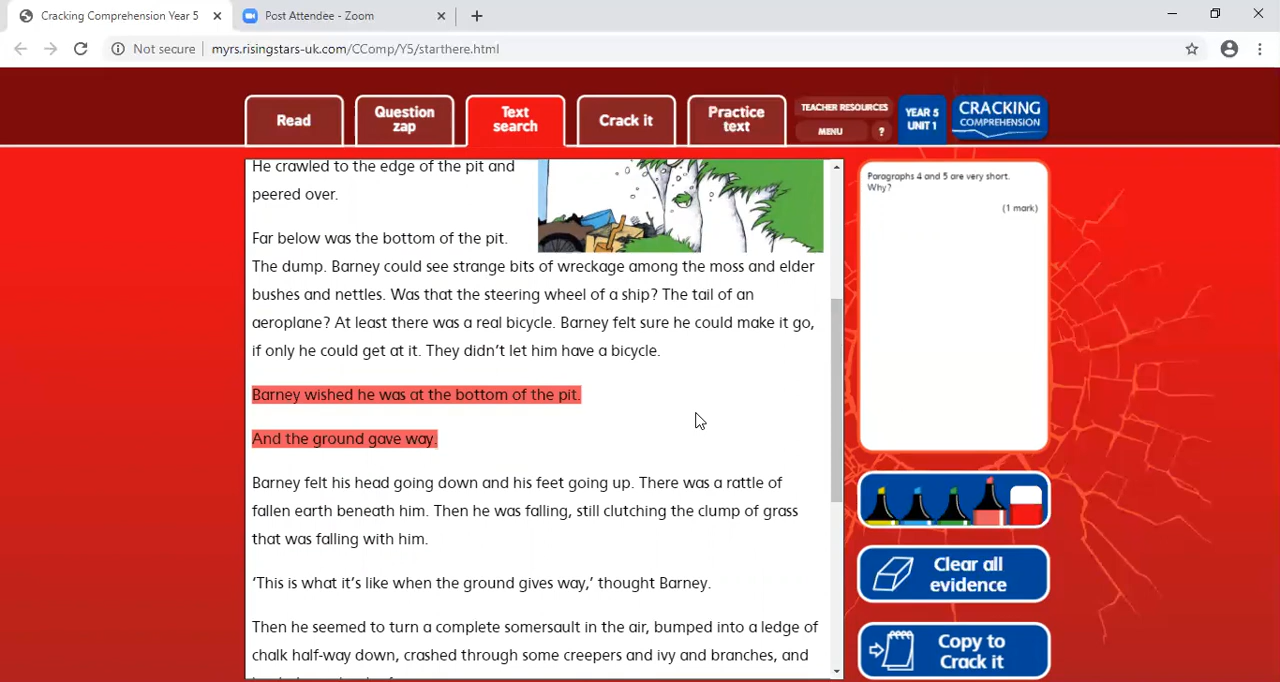 Cracking Comprehension Year 5
Post Attendee - Zoom
Not secure
myrs.risingstars-uk.com/CComp/Y5/starthere.html
Read
Question
zap
Text
search
Crack it
Practice
text
TEACHER RESOURCES
MENU
?
YEAR 5
UNIT 1
CRACKING
COMPREHENSION
He crawled to the edge of the pit and
peered over.
Far below was the bottom of the pit.
The dump. Barney could see strange bits of wreckage among the moss and elder
bushes and nettles. Was that the steering wheel of a ship? The tail of an
aeroplane? At least there was a real bicycle. Barney felt sure he could make it go,
if only he could get at it. They didn’t let him have a bicycle.
Barney wished he was at the bottom of the pit.
And the ground gave way.
Barney felt his head going down and his feet going up. There was a rattle of
fallen earth beneath him. Then he was falling, still clutching the clump of grass
that was falling with him.
‘This is what it’s like when the ground gives way,’ thought Barney.
Then he seemed to turn a complete somersault in the air, bumped into a ledge of
chalk half-way down, crashed through some creepers and ivy and branches, and
Paragraphs 4 and 5 are very short.
Why?
(1 mark)
Clear all
evidence
Copy to
Crack it